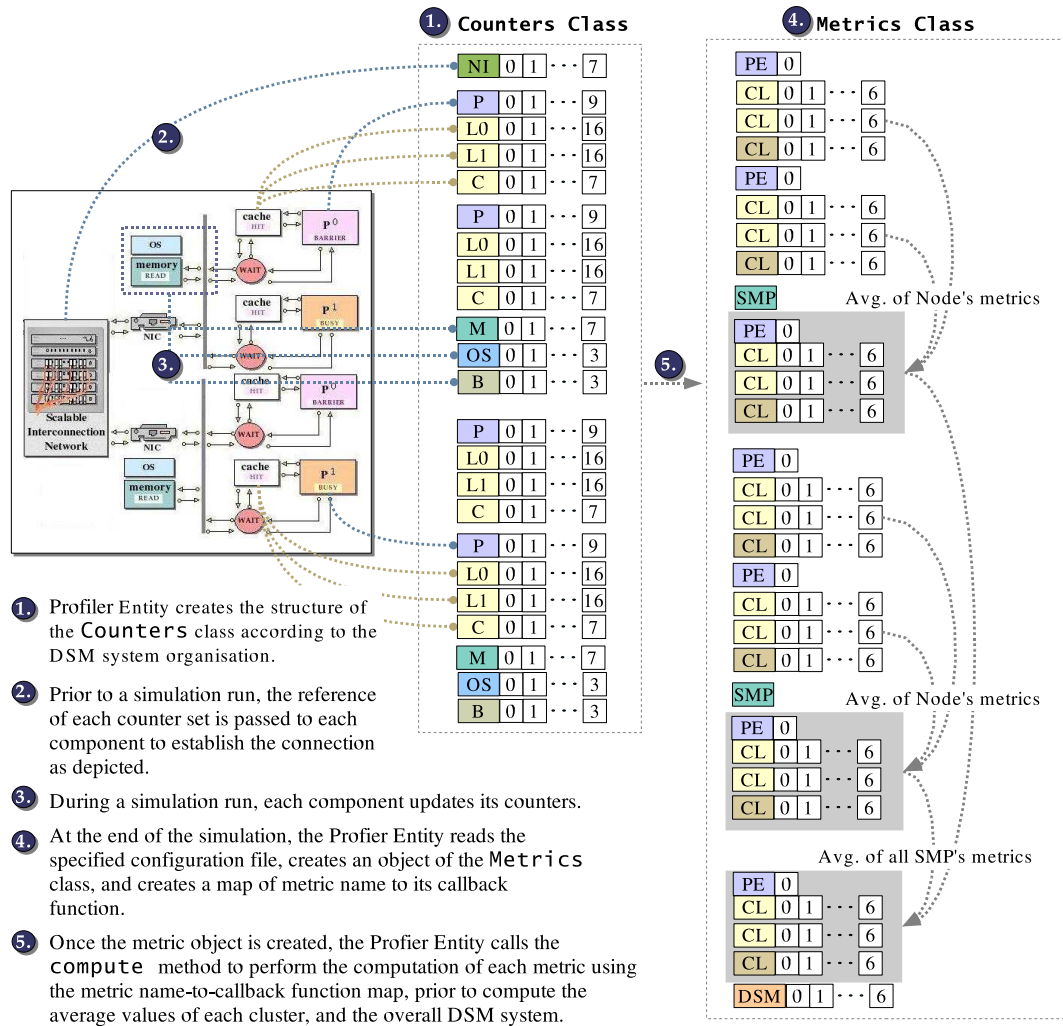 1. Counters Class
NI 0 1 ··· 7
P 0 1 ··· 9
L0 0 1 ··· 16
L1 0 1 ··· 16
C 0 1 ··· 7
P 0 1 ··· 9
L0 0 1 ··· 16
L1 0 1 ··· 16
C 0 1 ··· 7
M 0 1 ··· 7
OS 0 1 ··· 3
B 0 1 ··· 3
P 0 1 ··· 9
L0 0 1 ··· 16
L1 0 1 ··· 16
C 0 1 ··· 7
P 0 1 ··· 9
L0 0 1 ··· 16
L1 0 1 ··· 16
C 0 1 ··· 7
M 0 1 ··· 7
OS 0 1 ··· 3
B 0 1 ··· 3
2.
3.
5.
OS
memory
READ
cache
HIT
P 0
BARRIER
WAIT
cache
HIT
P 1
BUSY
WAIT
NIC
cache
HIT
P 0
BARRIER
WAIT
NIC
Scalable
Interconnection
Network
OS
memory
READ
cache
HIT
P 1
BUSY
WAIT
4. Metrics Class
PE 0
CL 0 1 ··· 6
CL 0 1 ··· 6
CL 0 1 ··· 6
PE 0
CL 0 1 ··· 6
CL 0 1 ··· 6
CL 0 1 ··· 6
SMP
Avg. of Node's metrics
PE 0
CL 0 1 ··· 6
CL 0 1 ··· 6
CL 0 1 ··· 6
PE 0
CL 0 1 ··· 6
CL 0 1 ··· 6
CL 0 1 ··· 6
PE 0
CL 0 1 ··· 6
CL 0 1 ··· 6
CL 0 1 ··· 6
SMP
Avg. of Node's metrics
PE 0
CL 0 1 ··· 6
CL 0 1 ··· 6
CL 0 1 ··· 6
Avg. of all SMP's metrics
PE 0
CL 0 1 ··· 6
CL 0 1 ··· 6
CL 0 1 ··· 6
DSM 0 1 ··· 6
1. Profiler Entity creates the structure of
the Counters class according to the
DSM system organisation.
2. Prior to a simulation run, the reference
of each counter set is passed to each
component to establish the connection
as depicted.
3. During a simulation run, each component updates its counters.
4. At the end of the simulation, the Profier Entity reads the
specified configuration file, creates an object of the Metrics
class, and creates a map of metric name to its callback
function.
5. Once the metric object is created, the Profier Entity calls the
compute method to perform the computation of each metric using
the metric name-to-callback function map, prior to compute the
average values of each cluster, and the overall DSM system.